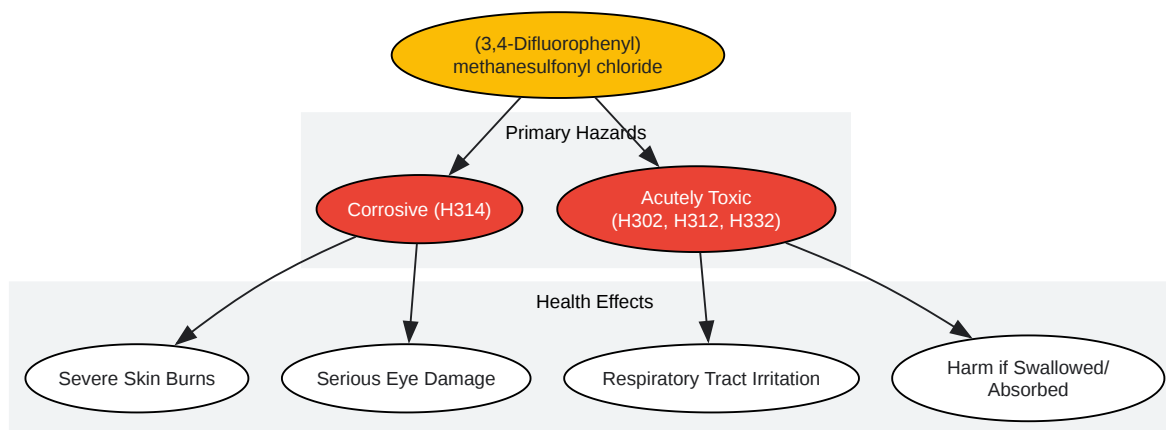 (3,4-Difluorophenyl)
methanesulfonyl chloride
Primary Hazards
Corrosive (H314)
Acutely Toxic
(H302, H312, H332)
Health Effects
Severe Skin Burns
Serious Eye Damage
Respiratory Tract Irritation
Harm if Swallowed/
Absorbed